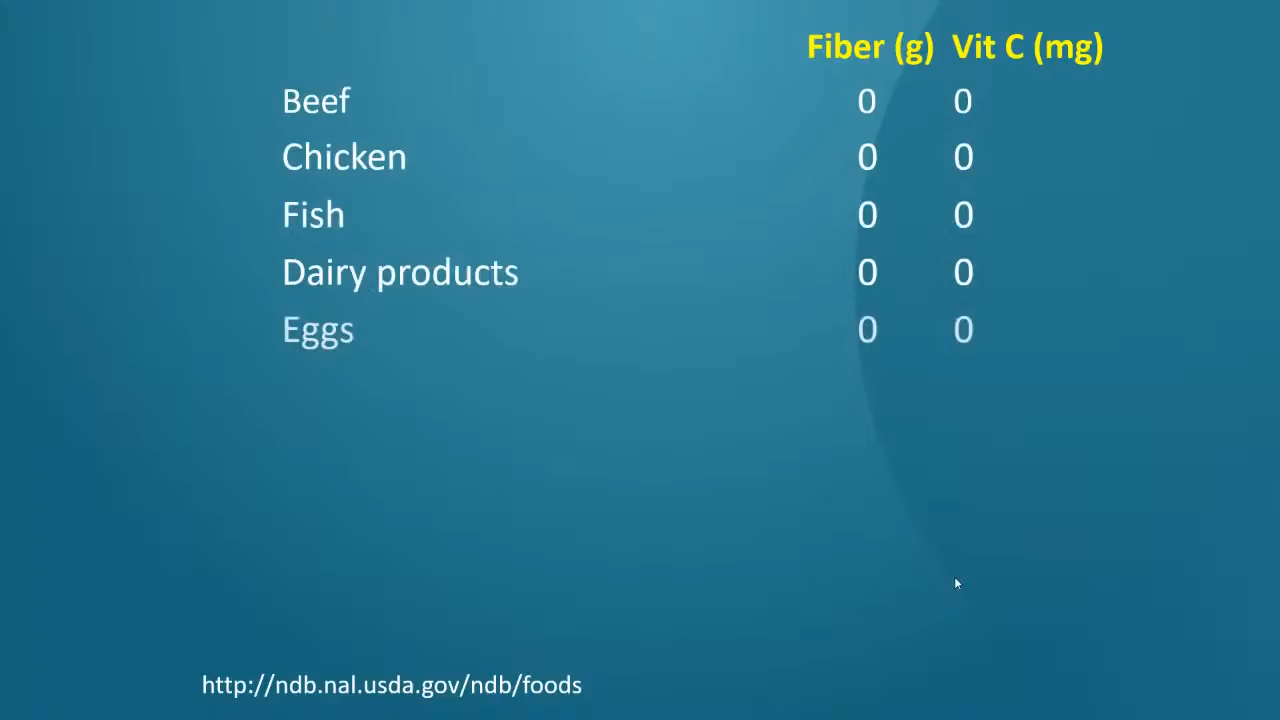 Fiber (g) Vit C (mg)
Beef 0 0
Chicken 0 0
Fish 0 0
Dairy products 0 0
Eggs 0 0
http://ndb.nal.usda.gov/ndb/foods